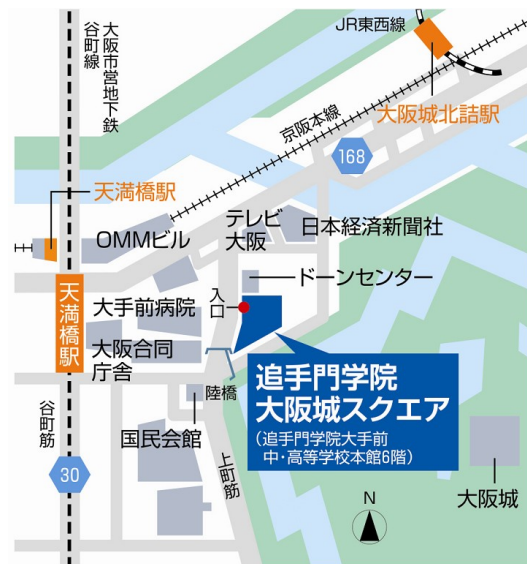 JR東西線
大阪市営地下鉄
谷町線
大阪城北詰駅
京阪本線
168
天満橋駅
OMMビル
テレビ
大阪
日本経済新聞社
ドーンセンター
天満橋駅
大手前病院
入口
大阪合同
庁舎
追手門学院
大阪城スクエア
(追手門学院大手前
中・高等学校本館6階)
陸橋
谷町筋
国民会館
上町筋
30
N
大阪城